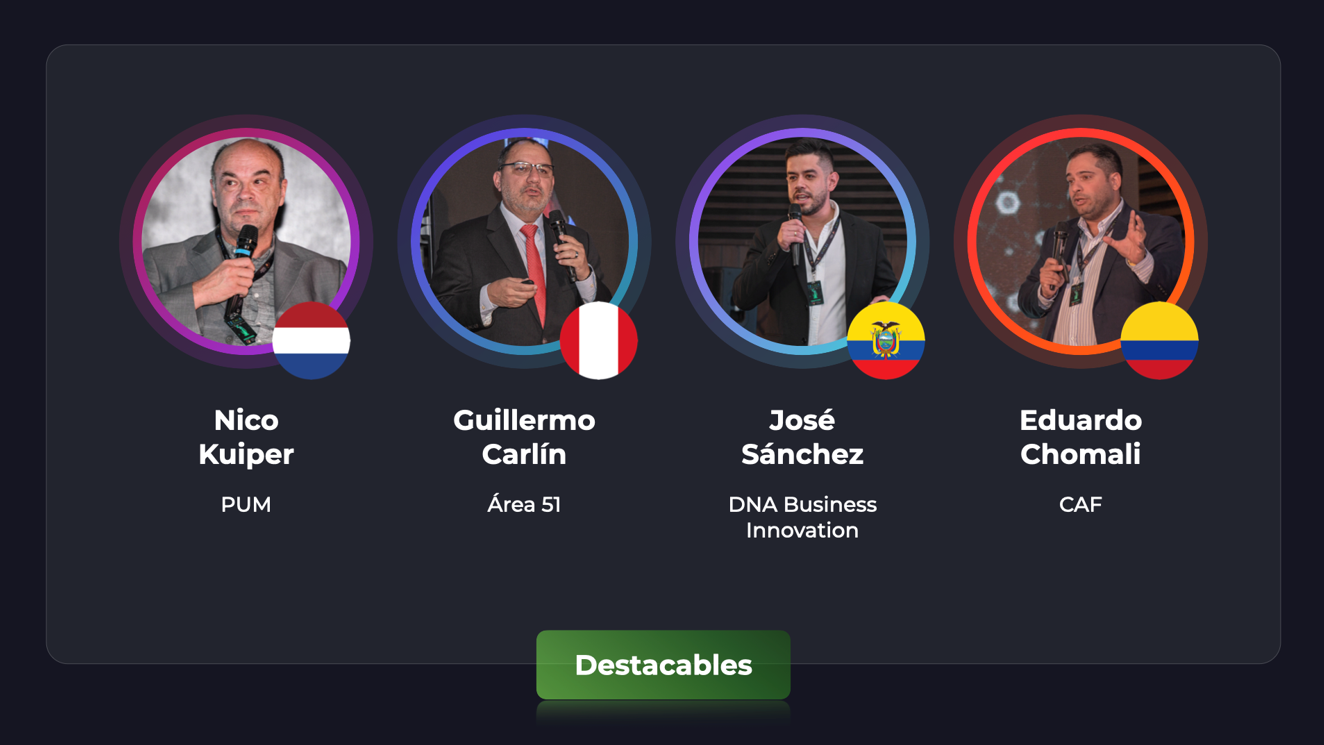 Nico
Kuiper
PUM
Guillermo
Carlín
Área 51
José
Sánchez
DNA Business
Innovation
Eduardo
Chomali
CAF
Destacables